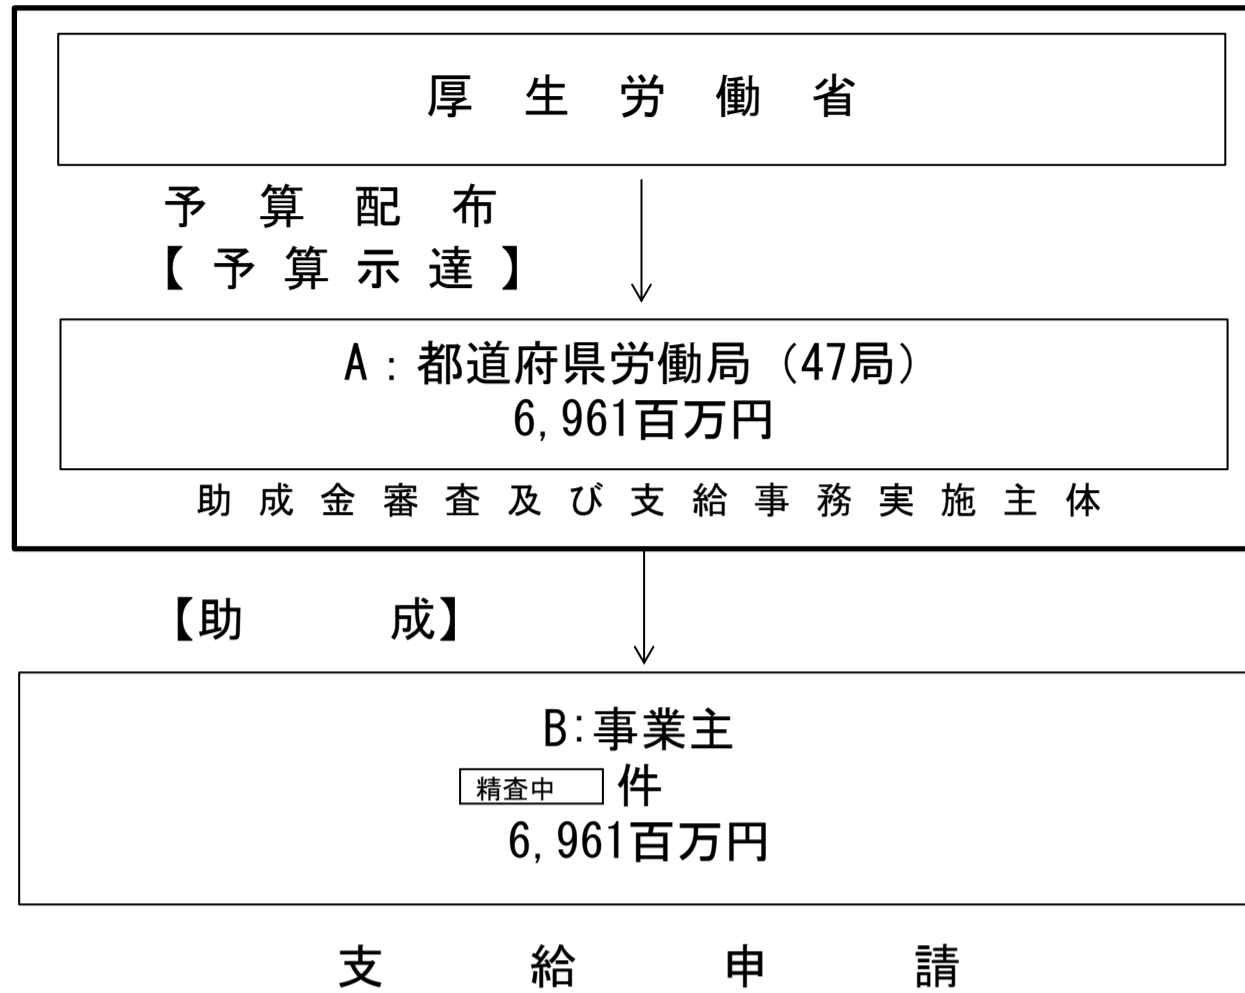 厚生労働省
予算配布
【予算示達】
A：都道府県労働局（47局）
6,961百万円
助成金審査及び支給事務実施主体
【助　　　成】
B:事業主
精査中 件
6,961百万円
支給申請